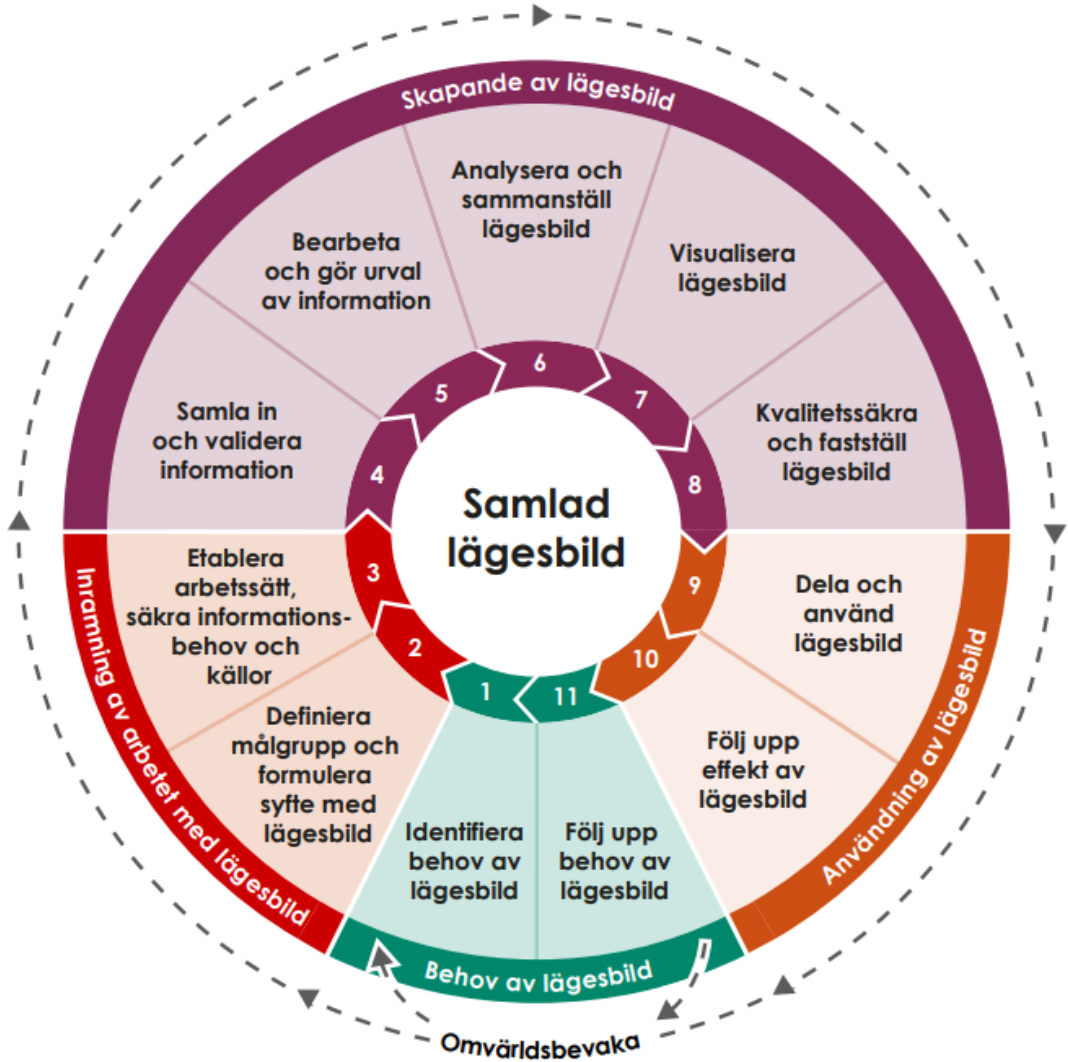 Skapande av lägesbild
Analysera och
sammanställ
lägesbild
Bearbeta
och gör urval
av information
Visualisera
lägesbild
Samla in
och validera
information
Kvalitetssäkra
och fastställ
lägesbild
6
5
7
4
8
Samlad
lägesbild
3
9
2
10
1
11
Etablera
arbetssätt,
säkra informations-
behov och
källor
Dela och
använd
lägesbild
Inramning av arbetet med lägesbild
Användning av lägesbild
Definiera
målgrupp och
formulera
syfte med
lägesbild
Följ upp
effekt av
lägesbild
Identifiera
behov av
lägesbild
Följ upp
behov av
lägesbild
Behov av lägesbild
Omvärldsbevaka